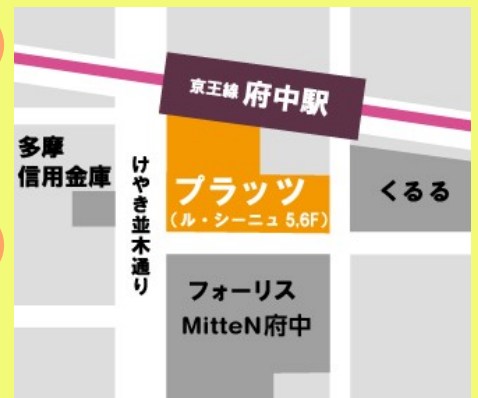 京王線 府中駅
多摩
信用金庫
けやき並木通り
プラッツ
(ル・シーニュ 5,6F)
くるる
フォーリス
MitteN府中